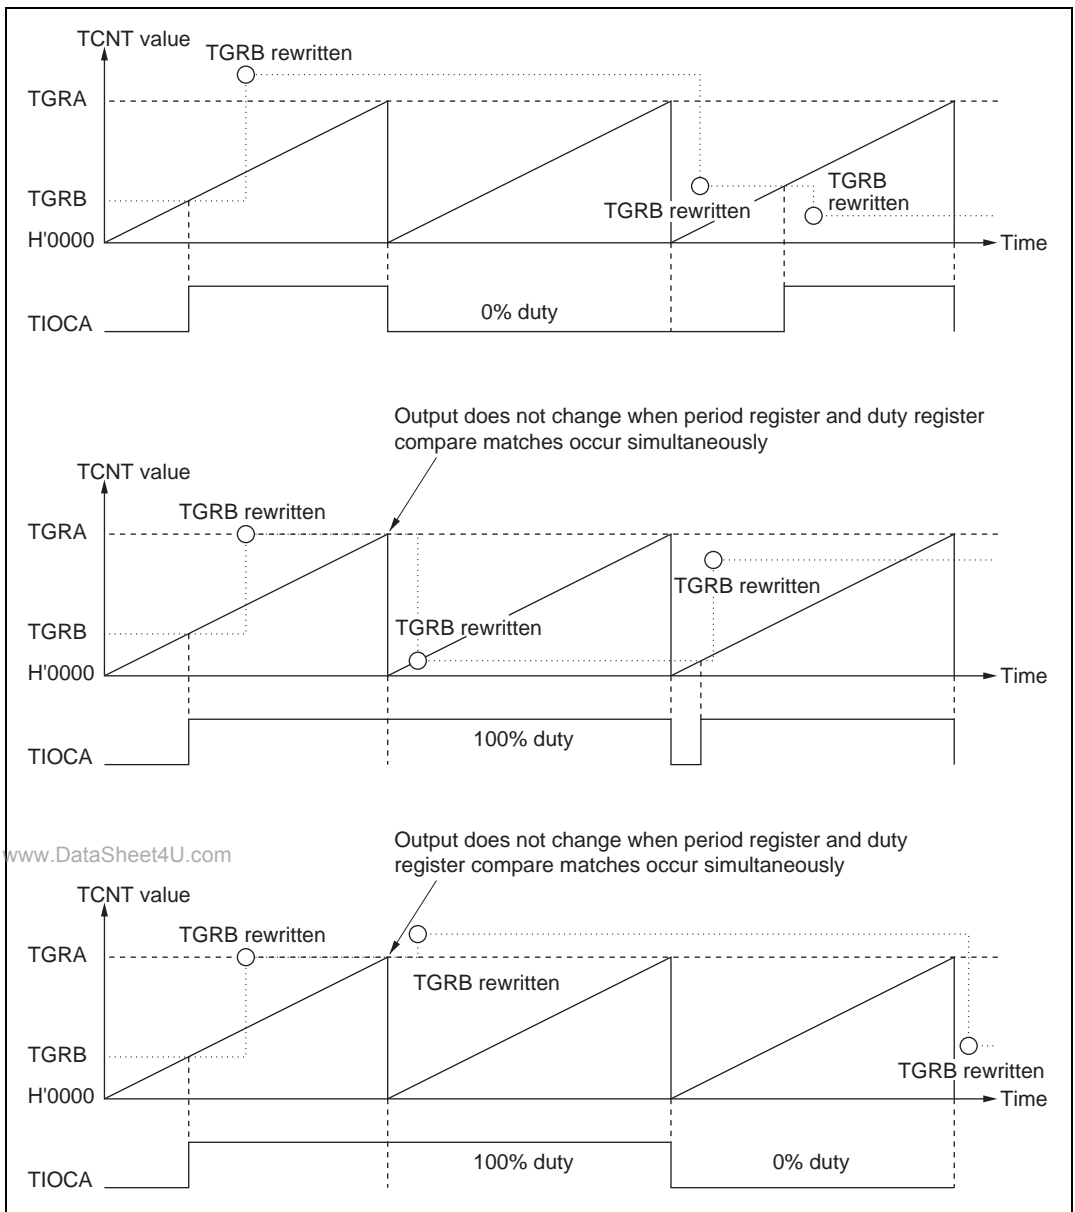 TCNT value
TGRB rewritten
TGRA
TGRB
TGRB
rewritten
TGRB rewritten
H'0000
Time
TIOCA
0% duty
Output does not change when period register and duty register
compare matches occur simultaneously
TCNT value
TGRB rewritten
TGRA
TGRB rewritten
TGRB
TGRB rewritten
H'0000
Time
TIOCA
100% duty
Output does not change when period register and duty
register compare matches occur simultaneously
www.DataSheet4U.com
TCNT value
TGRB rewritten
TGRA
TGRB rewritten
TGRB
TGRB rewritten
H'0000
Time
TIOCA
100% duty
0% duty